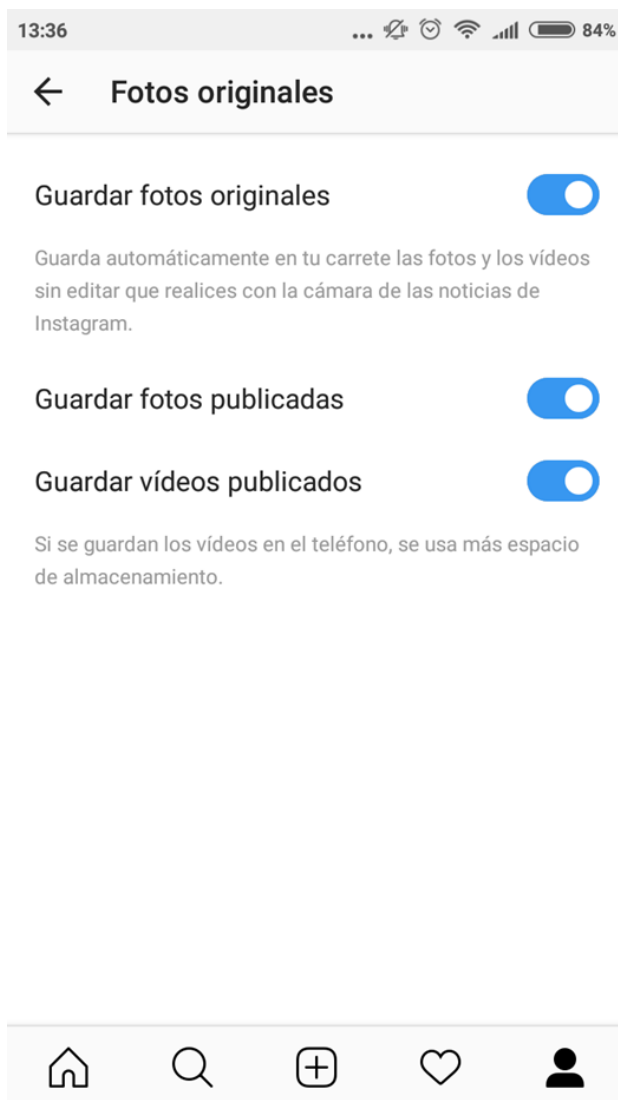 13:36
... 84%
Fotos originales
Guardar fotos originales
Guarda automáticamente en tu carrete las fotos y los vídeos
sin editar que realices con la cámara de las noticias de
Instagram.
Guardar fotos publicadas
Guardar vídeos publicados
Si se guardan los vídeos en el teléfono, se usa más espacio
de almacenamiento.